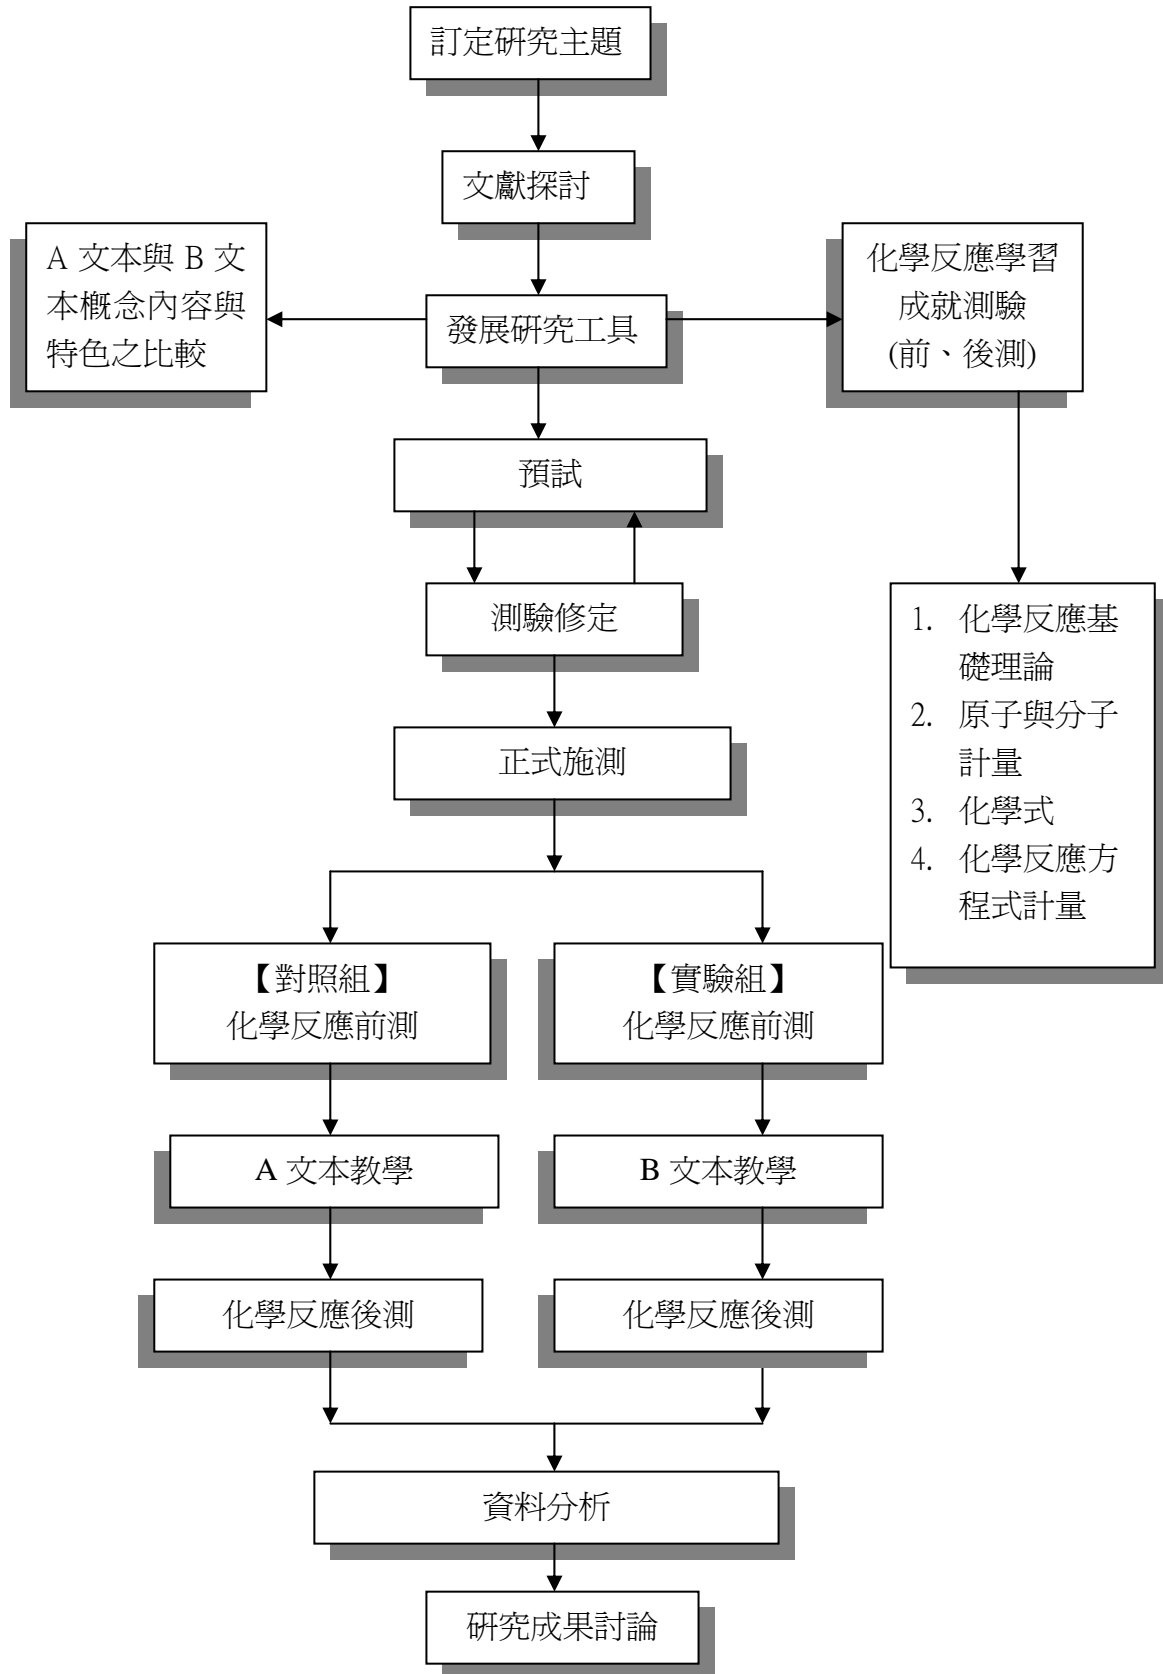 訂定研究主題
文獻探討
A 文本與 B 文
本概念內容與
特色之比較
發展研究工具
化學反應學習
成就測驗
(前、後測)
預試
測驗修定
1. 化學反應基
礎理論
2. 原子與分子
計量
3. 化學式
4. 化學反應方
程式計量
正式施測
【對照組】
化學反應前測
【實驗組】
化學反應前測
A 文本教學
B 文本教學
化學反應後測
化學反應後測
資料分析
研究成果討論